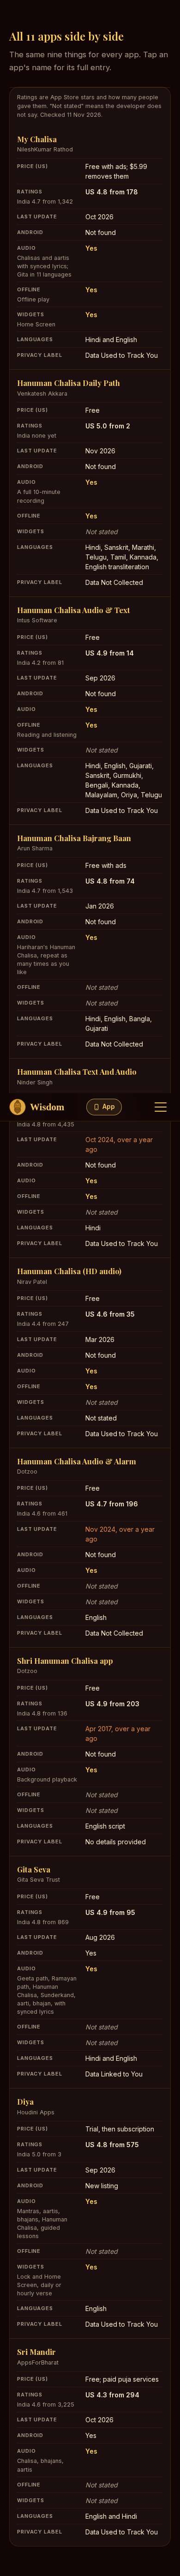 All 11 apps side by side
The same nine things for every app. Tap an
app's name for its full entry.
Ratings are App Store stars and how many people
gave them. "Not stated" means the developer does
not say. Checked 11 Nov 2026.
My Chalisa
NileshKumar Rathod
PRICE (US) Free with ads; $5.99
removes them
RATINGS US 4.8 from 178
India 4.7 from 1,342
LAST UPDATE Oct 2026
ANDROID Not found
AUDIO Yes
Chalisas and aartis
with synced lyrics;
Gita in 11 languages
OFFLINE Yes
Offline play
WIDGETS Yes
Home Screen
LANGUAGES Hindi and English
PRIVACY LABEL Data Used to Track You
Hanuman Chalisa Daily Path
Venkatesh Akkara
PRICE (US) Free
RATINGS US 5.0 from 2
India none yet
LAST UPDATE Nov 2026
ANDROID Not found
AUDIO Yes
A full 10-minute
recording
OFFLINE Yes
WIDGETS Not stated
LANGUAGES Hindi, Sanskrit, Marathi,
Telugu, Tamil, Kannada,
English transliteration
PRIVACY LABEL Data Not Collected
Hanuman Chalisa Audio & Text
Intus Software
PRICE (US) Free
RATINGS US 4.9 from 14
India 4.2 from 81
LAST UPDATE Sep 2026
ANDROID Not found
AUDIO Yes
OFFLINE Yes
Reading and listening
WIDGETS Not stated
LANGUAGES Hindi, English, Gujarati,
Sanskrit, Gurmukhi,
Bengali, Kannada,
Malayalam, Oriya, Telugu
PRIVACY LABEL Data Used to Track You
Hanuman Chalisa Bajrang Baan
Arun Sharma
PRICE (US) Free with ads
RATINGS US 4.8 from 74
India 4.7 from 1,543
LAST UPDATE Jan 2026
ANDROID Not found
AUDIO Yes
Hariharan's Hanuman
Chalisa, repeat as
many times as you
like
OFFLINE Not stated
WIDGETS Not stated
LANGUAGES Hindi, English, Bangla,
Gujarati
PRIVACY LABEL Data Not Collected
Hanuman Chalisa Text And Audio
Ninder Singh
Wisdom
App
India 4.8 from 4,435
LAST UPDATE Oct 2024, over a year
ago
ANDROID Not found
AUDIO Yes
OFFLINE Yes
WIDGETS Not stated
LANGUAGES Hindi
PRIVACY LABEL Data Used to Track You
Hanuman Chalisa (HD audio)
Nirav Patel
PRICE (US) Free
RATINGS US 4.6 from 35
India 4.4 from 247
LAST UPDATE Mar 2026
ANDROID Not found
AUDIO Yes
OFFLINE Yes
WIDGETS Not stated
LANGUAGES Not stated
PRIVACY LABEL Data Used to Track You
Hanuman Chalisa Audio & Alarm
Dotzoo
PRICE (US) Free
RATINGS US 4.7 from 196
India 4.6 from 461
LAST UPDATE Nov 2024, over a year
ago
ANDROID Not found
AUDIO Yes
OFFLINE Not stated
WIDGETS Not stated
LANGUAGES English
PRIVACY LABEL Data Not Collected
Shri Hanuman Chalisa app
Dotzoo
PRICE (US) Free
RATINGS US 4.9 from 203
India 4.8 from 136
LAST UPDATE Apr 2017, over a year
ago
ANDROID Not found
AUDIO Yes
Background playback
OFFLINE Not stated
WIDGETS Not stated
LANGUAGES English script
PRIVACY LABEL No details provided
Gita Seva
Gita Seva Trust
PRICE (US) Free
RATINGS US 4.9 from 95
India 4.8 from 869
LAST UPDATE Aug 2026
ANDROID Yes
AUDIO Yes
Geeta path, Ramayan
path, Hanuman
Chalisa, Sunderkand,
aarti, bhajan, with
synced lyrics
OFFLINE Not stated
WIDGETS Not stated
LANGUAGES Hindi and English
PRIVACY LABEL Data Linked to You
Diya
Houdini Apps
PRICE (US) Trial, then subscription
RATINGS US 4.8 from 575
India 5.0 from 3
LAST UPDATE Sep 2026
ANDROID New listing
AUDIO Yes
Mantras, aartis,
bhajans, Hanuman
Chalisa, guided
lessons
OFFLINE Not stated
WIDGETS Yes
Lock and Home
Screen, daily or
hourly verse
LANGUAGES English
PRIVACY LABEL Data Used to Track You
Sri Mandir
AppsForBharat
PRICE (US) Free; paid puja services
RATINGS US 4.3 from 294
India 4.6 from 3,225
LAST UPDATE Oct 2026
ANDROID Yes
AUDIO Yes
Chalisa, bhajans,
aartis
OFFLINE Not stated
WIDGETS Not stated
LANGUAGES English and Hindi
PRIVACY LABEL Data Used to Track You